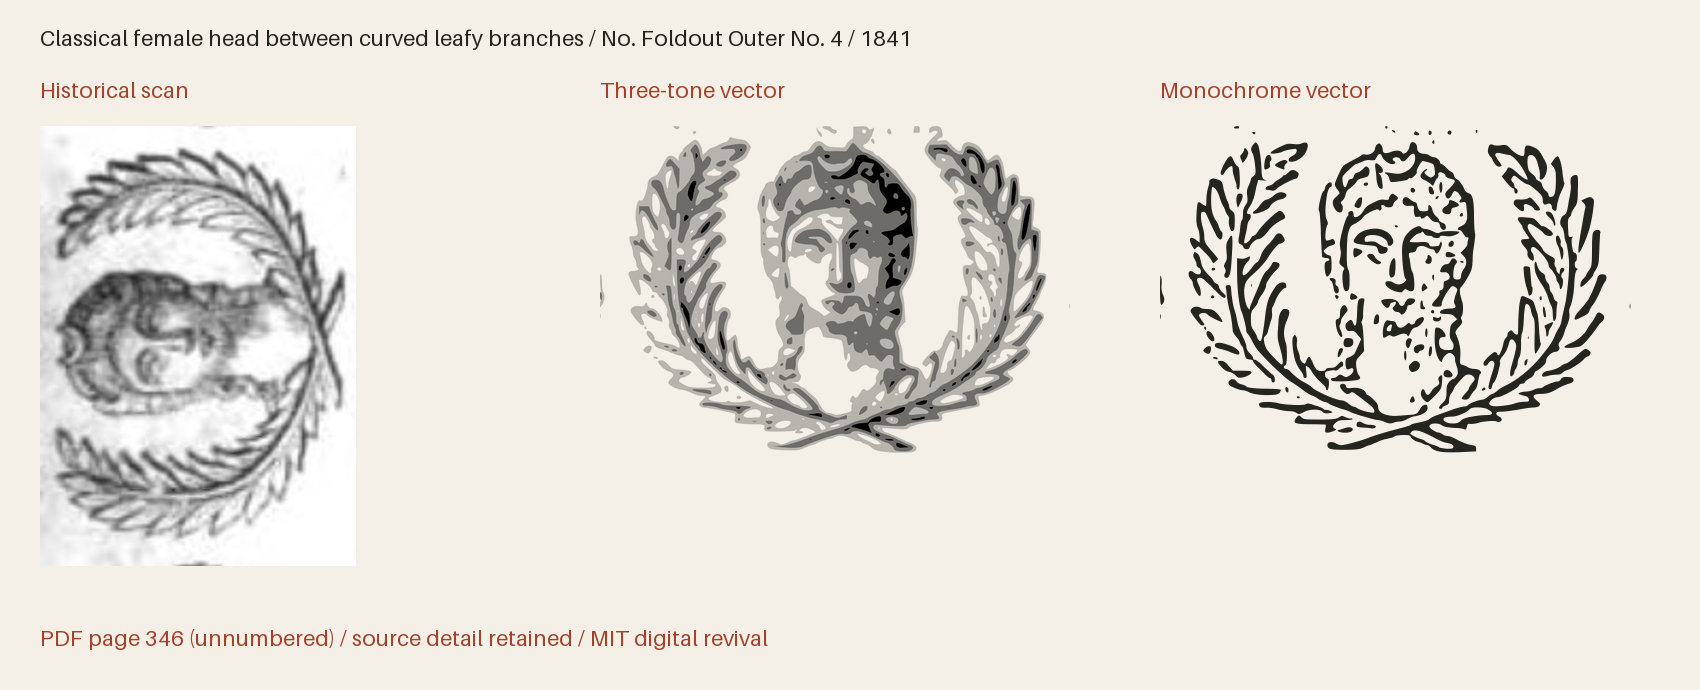 Classical female head between curved leafy branches / No. Foldout Outer No. 4 / 1841
Historical scan
Three-tone vector
Monochrome vector
PDF page 346 (unnumbered) / source detail retained / MIT digital revival